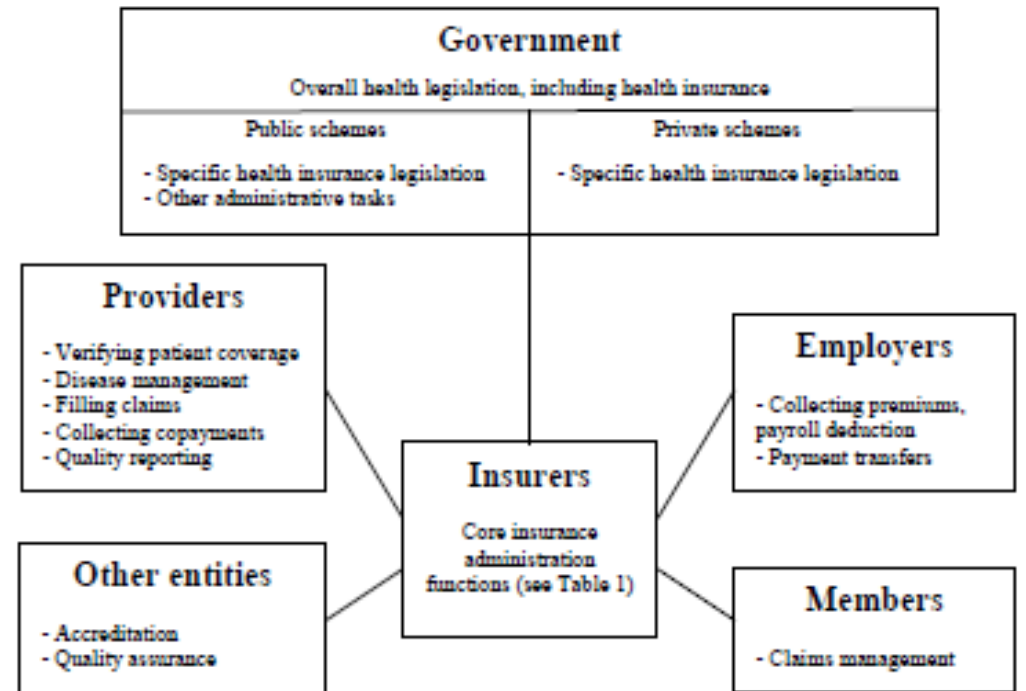 Government
Overall health legislation, including health insurance
Public schemes
- Specific health insurance legislation
- Other administrative tasks
Private schemes
- Specific health insurance legislation
Providers
- Verifying patient coverage
- Disease management
- Filling claims
- Collecting copayments
- Quality reporting
Employers
- Collecting premiums,
payroll deduction
- Payment transfers
Insurers
Core insurance
administration
functions (see Table 1)
Other entities
- Accreditation
- Quality assurance
Members
- Claims management